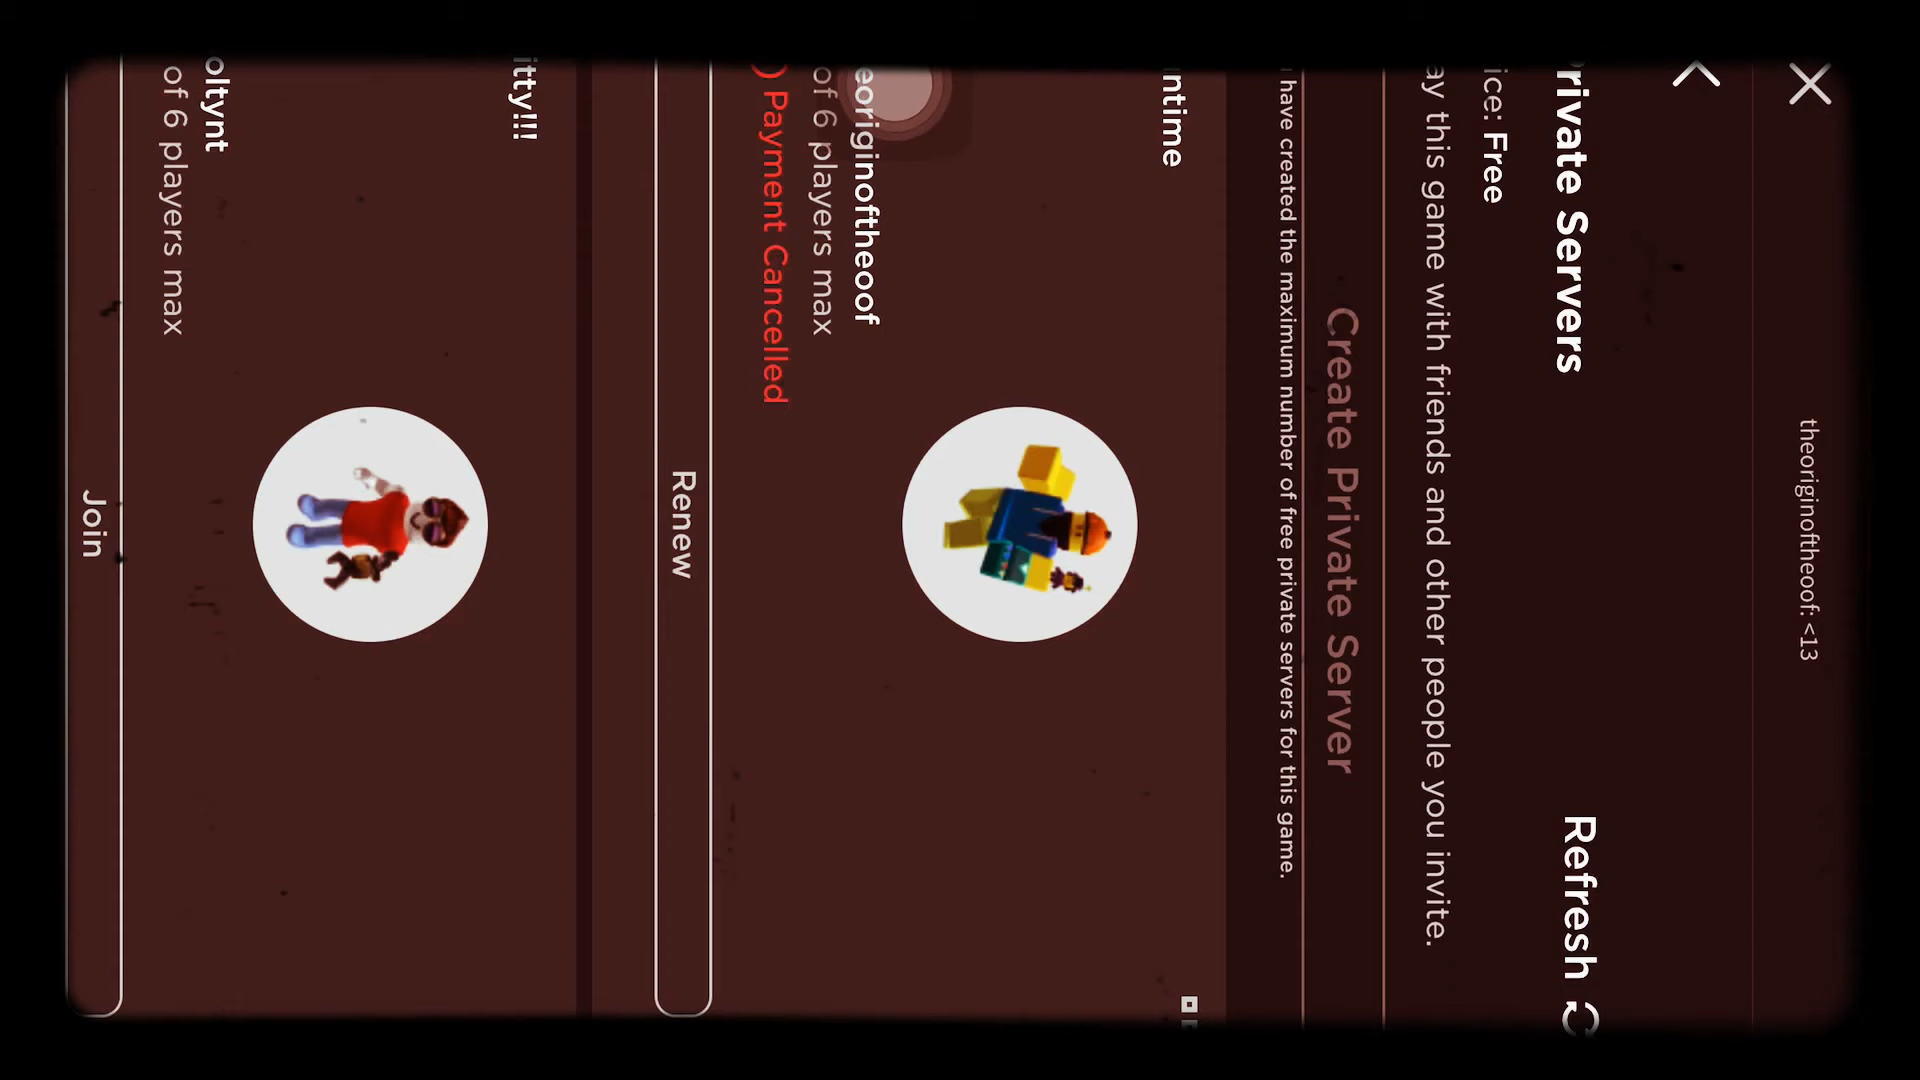 theoriginoftheoof: <13
rivate Servers
Refresh
ice: Free
ay this game with friends and other people you invite.
Create Private Server
have created the maximum number of free private servers for this game.
ntime
eoriginoftheoof
of 6 players max
Payment Cancelled
Renew
itty!!!
oltynt
of 6 players max
Join